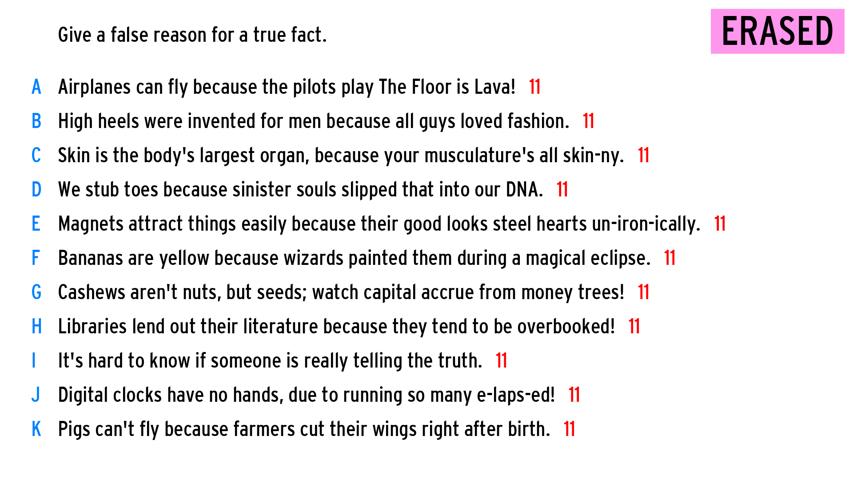 Give a false reason for a true fact.
ERASED
A Airplanes can fly because the pilots play The Floor is Lava! 11
B High heels were invented for men because all guys loved fashion. 11
C Skin is the body's largest organ, because your musculature's all skin-ny. 11
D We stub toes because sinister souls slipped that into our DNA. 11
E Magnets attract things easily because their good looks steel hearts un-iron-ically. 11
F Bananas are yellow because wizards painted them during a magical eclipse. 11
G Cashews aren't nuts, but seeds; watch capital accrue from money trees! 11
H Libraries lend out their literature because they tend to be overbooked! 11
I It's hard to know if someone is really telling the truth. 11
J Digital clocks have no hands, due to running so many e-laps-ed! 11
K Pigs can't fly because farmers cut their wings right after birth. 11